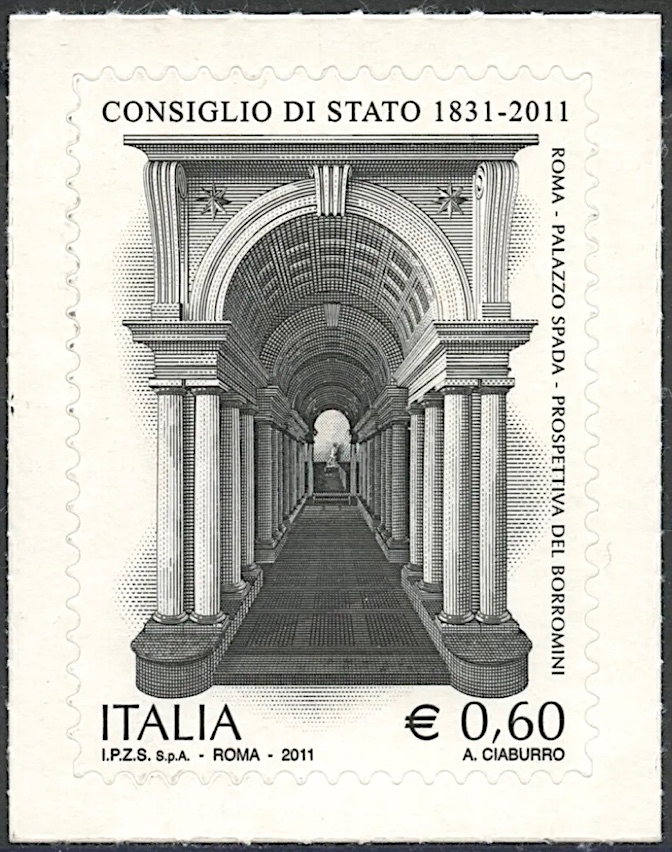 CONSIGLIO DI STATO 1831-2011
ROMA - PALAZZO SPADA - PROSPETTIVA DEL BORROMINI
ITALIA
€ 0,60
I.P.Z.S. S.p.A. - ROMA - 2011
A. CIABURRO